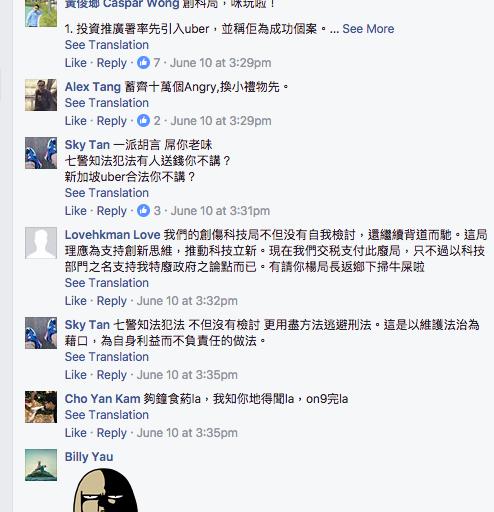 黃俊瑯 Caspar Wong 創科局，咪玩啦！
1. 投資推廣署率先引入uber，並稱佢為成功個案。... See More
See Translation
Like · Reply · 7 · June 10 at 3:29pm
Alex Tang 蓄齊十萬個Angry,換小禮物先。
See Translation
Like · Reply · 2 · June 10 at 3:29pm
Sky Tan 一派胡言 屌你老味
七警知法犯法有人送錢你不講？
新加坡uber合法你不講？
See Translation
Like · Reply · 3 · June 10 at 3:31pm
Lovehkman Love 我們的創傷科技局不但沒有自我檢討，還繼續背道而馳。這局
理應為支持創新思維，推動科技立新。現在我們交稅支付此廢局，只不過以科技
部門之名支持我特廢政府之論點而已。有請你楊局長返鄉下掃牛屎啦
See Translation
Like · Reply · June 10 at 3:32pm
Sky Tan 七警知法犯法 不但沒有檢討 更用盡方法逃避刑法。這是以維護法治為
藉口，為自身利益而不負責任的做法。
See Translation
Like · Reply · June 10 at 3:35pm
Cho Yan Kam 夠鐘食葯la，我知你地得閒la，on9完la
See Translation
Like · Reply · June 10 at 3:35pm
Billy Yau